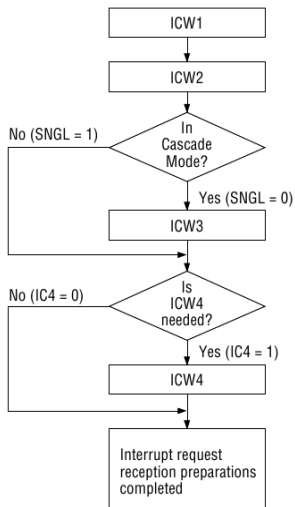 ICW1
ICW2
In
Cascade
Mode?
No (SNGL = 1)
Yes (SNGL = 0)
ICW3
Is
ICW4
needed?
No (IC4 = 0)
Yes (IC4 = 1)
ICW4
Interrupt request
reception preparations
completed